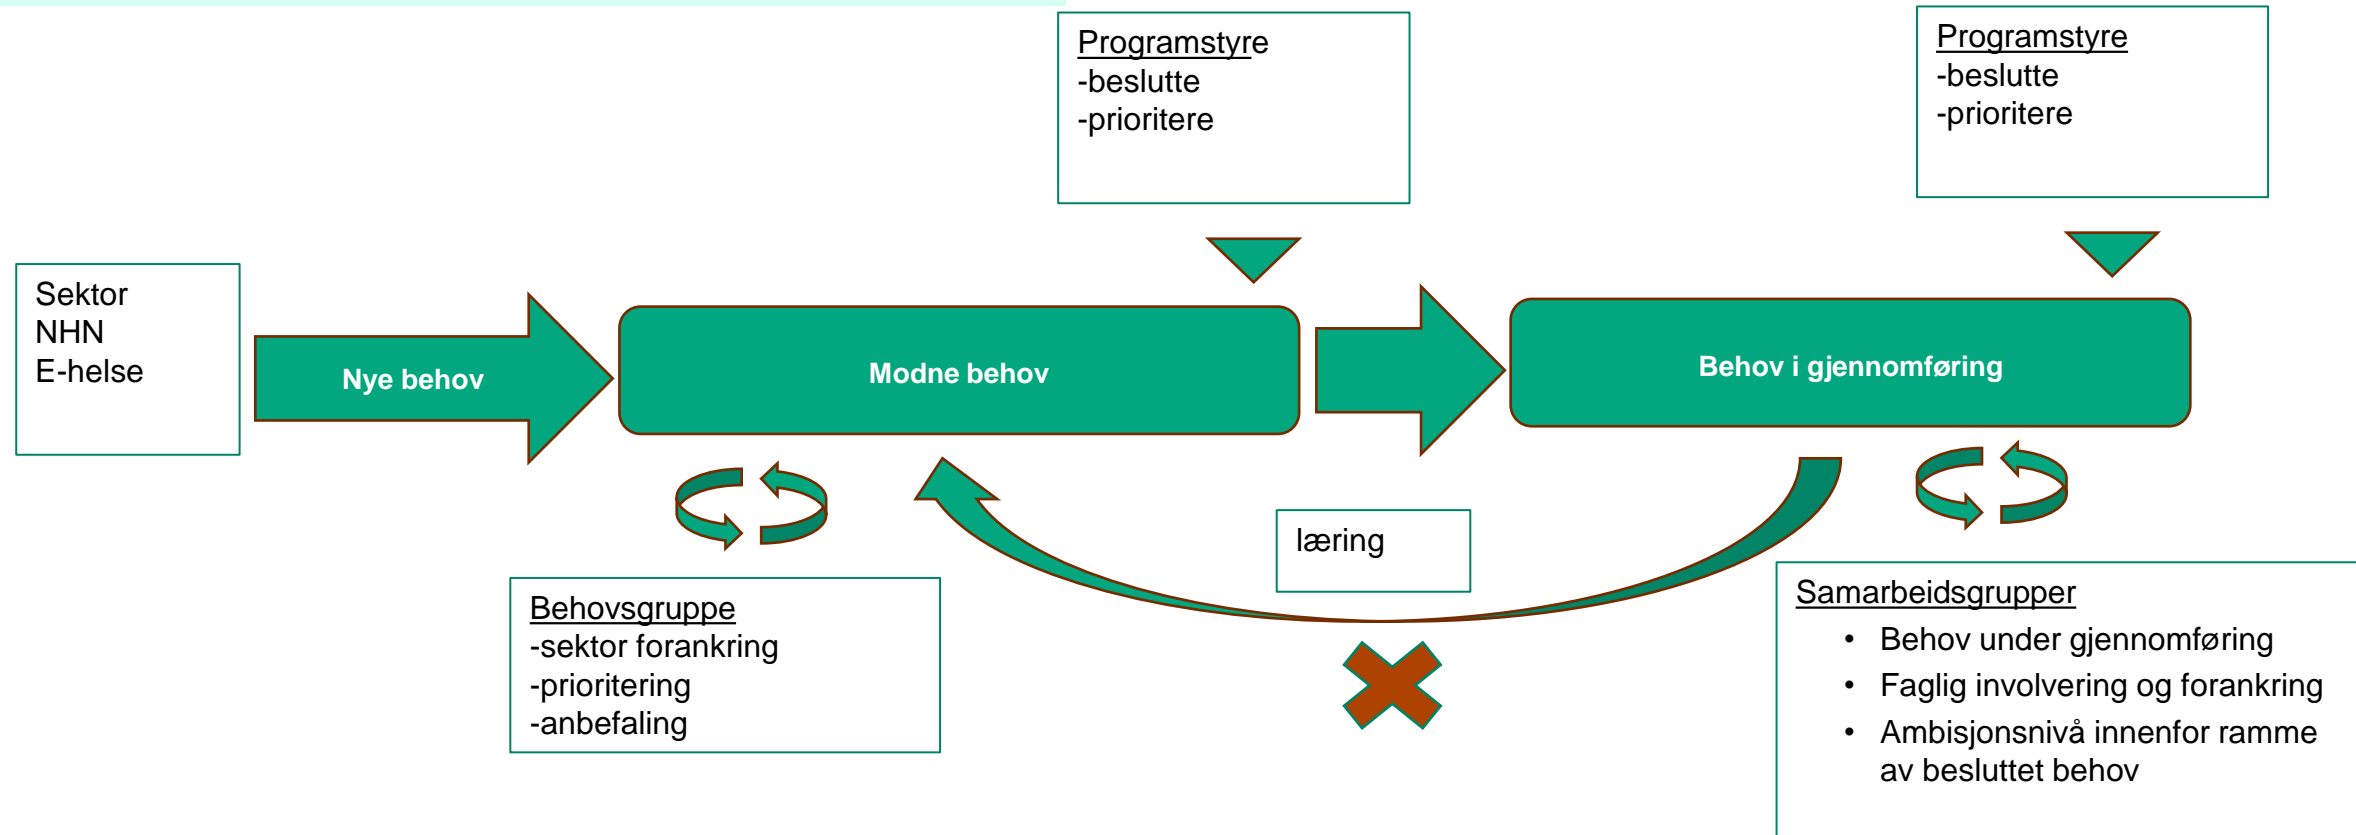 Programstyre
-beslutte
-prioritere
Programstyre
-beslutte
-prioritere
Sektor
NHN
E-helse
Nye behov
Modne behov
Behov i gjennomføring
læring
Behovsgruppe
-sektor forankring
-prioritering
-anbefaling
Samarbeidsgrupper
• Behov under gjennomføring
• Faglig involvering og forankring
• Ambisjonsnivå innenfor ramme
av besluttet behov